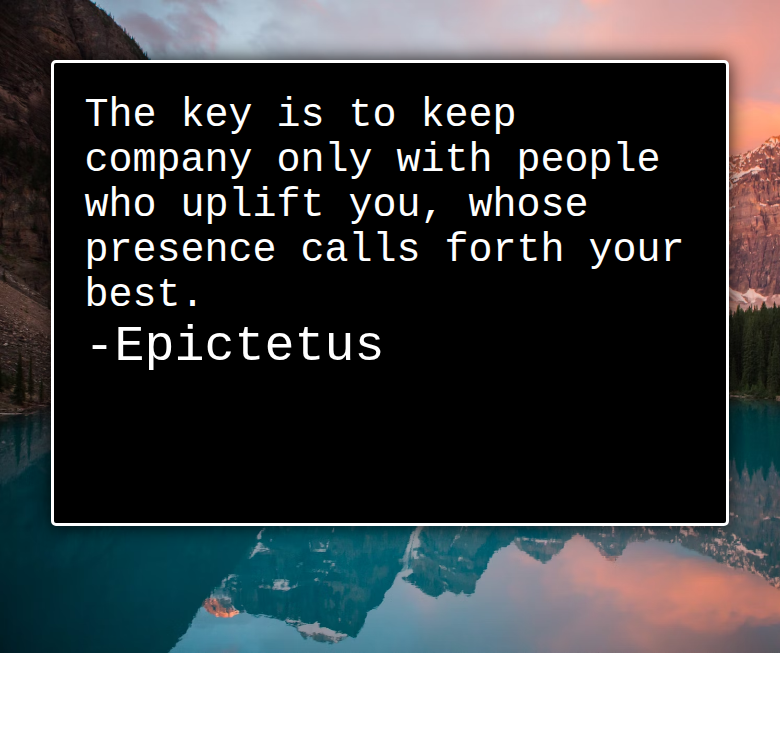 The key is to keep
company only with people
who uplift you, whose
presence calls forth your
best.
-Epictetus